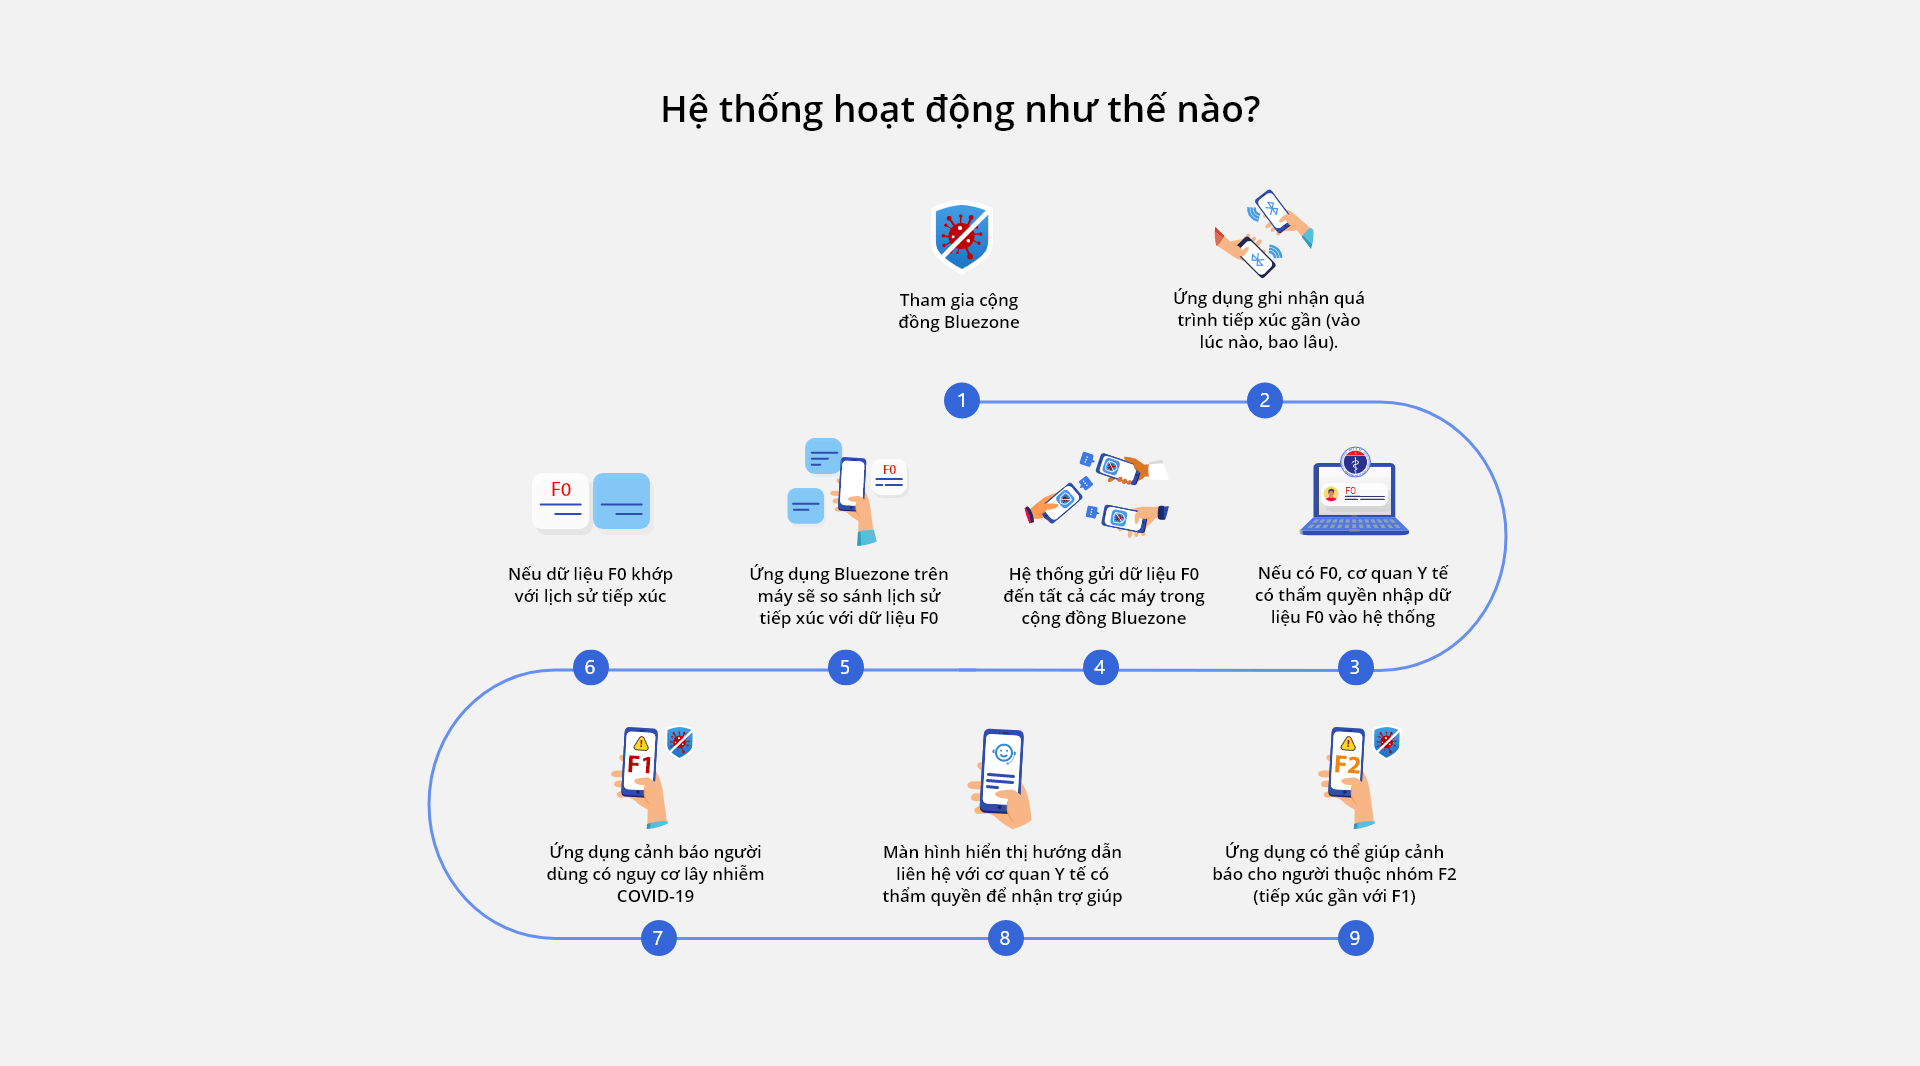 Hệ thống hoạt động như thế nào?
Tham gia cộng
đồng Bluezone
1
Ứng dụng ghi nhận quá
trình tiếp xúc gần (vào
lúc nào, bao lâu).
2
F0
Nếu có F0, cơ quan Y tế
có thẩm quyền nhập dữ
liệu F0 vào hệ thống
3
Hệ thống gửi dữ liệu F0
đến tất cả các máy trong
cộng đồng Bluezone
4
F0
Ứng dụng Bluezone trên
máy sẽ so sánh lịch sử
tiếp xúc với dữ liệu F0
5
F0
Nếu dữ liệu F0 khớp
với lịch sử tiếp xúc
6
F1
Ứng dụng cảnh báo người
dùng có nguy cơ lây nhiễm
COVID-19
7
Màn hình hiển thị hướng dẫn
liên hệ với cơ quan Y tế có
thẩm quyền để nhận trợ giúp
8
F2
Ứng dụng có thể giúp cảnh
báo cho người thuộc nhóm F2
(tiếp xúc gần với F1)
9